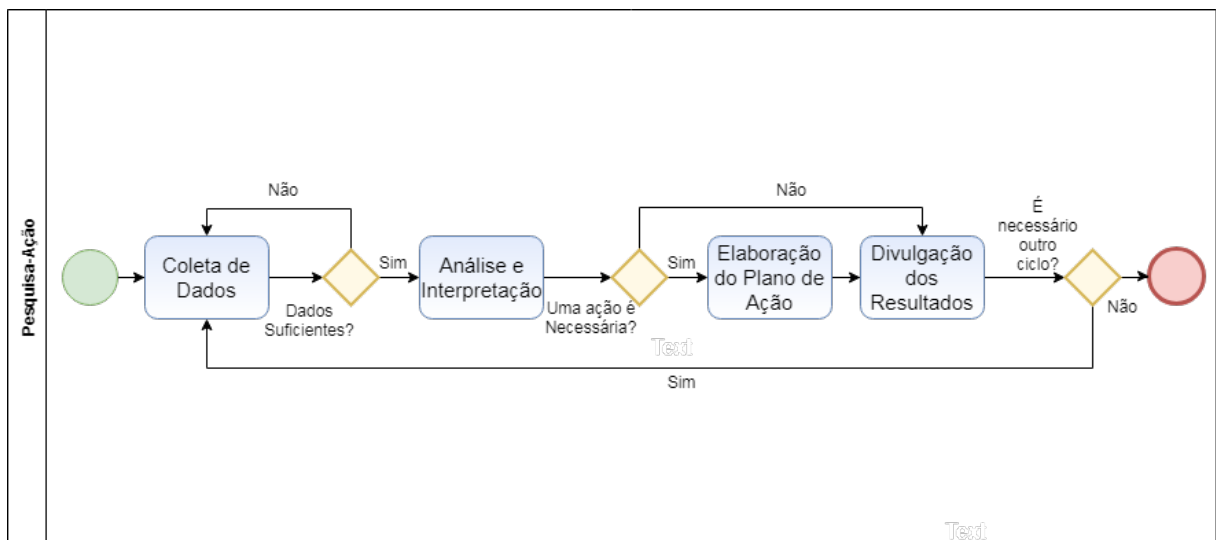 Pesquisa-Ação
Não
Coleta de
Dados
Dados
Suficientes?
Sim
Análise e
Interpretação
Uma ação é
Necessária?
Não
Sim
Elaboração
do Plano de
Ação
Divulgação
dos
Resultados
É
necessário
outro
ciclo?
Não
Sim
Text
Text